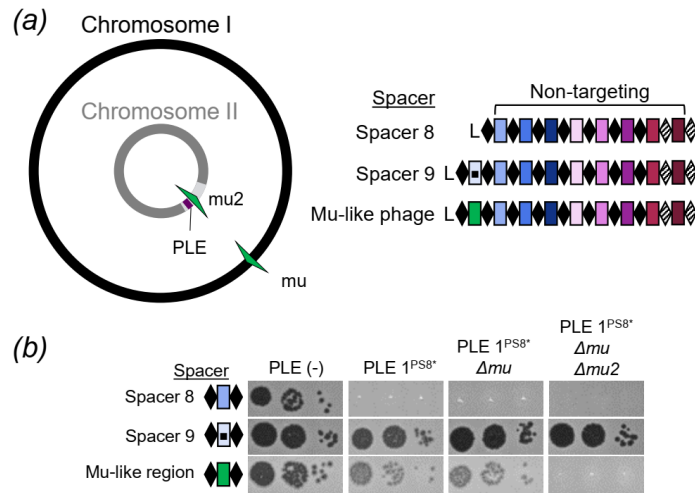 (a)
Chromosome I
Chromosome II
mu2
PLE
mu
Spacer
Non-targeting
Spacer 8
L
Spacer 9
L
Mu-like phage
L
(b)
Spacer
PLE (-)
PLE 1PS8*
PLE 1PS8*
Δmu
PLE 1PS8*
Δmu
Δmu2
Spacer 8
Spacer 9
Mu-like region